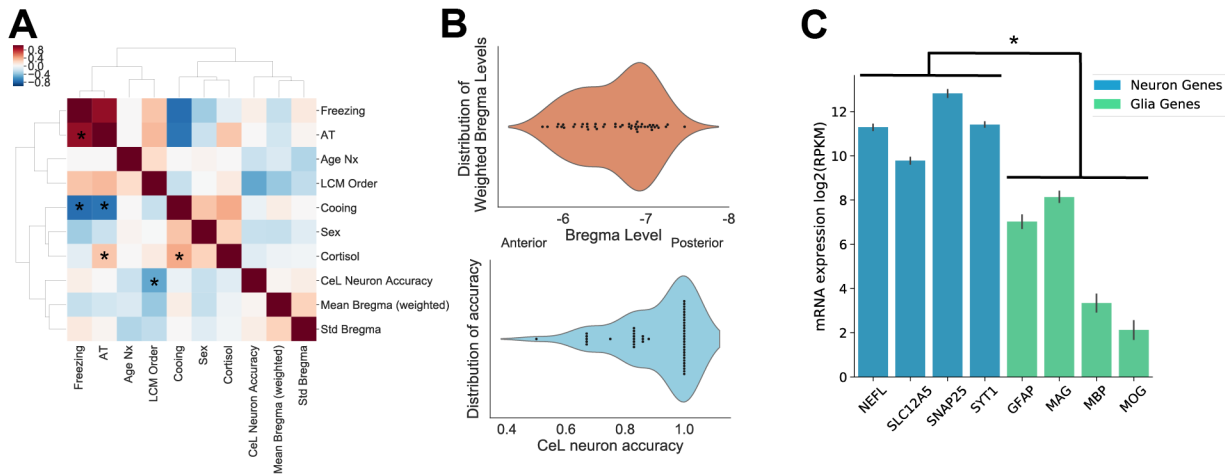 A
0.8
0.4
0.0
−0.4
−0.8
Freezing
AT
Age Nx
LCM Order
Cooing
Sex
Cortisol
CeL Neuron Accuracy
Mean Bregma (weighted)
Std Bregma
*
* *
* *
*
Freezing
AT
Age Nx
LCM Order
Cooing
Sex
Cortisol
CeL Neuron Accuracy
Mean Bregma (weighted)
Std Bregma
B
Distribution of
Weighted Bregma Levels
-6 -7 -8
Anterior Bregma Level Posterior
Distribution of accuracy
0.4 0.6 0.8 1.0
CeL neuron accuracy
C
*
Neuron Genes
Glia Genes
mRNA expression log2(RPKM)
12
10
8
6
4
2
0
NEFL
SLC12A5
SNAP25
SYT1
GFAP
MAG
MBP
MOG